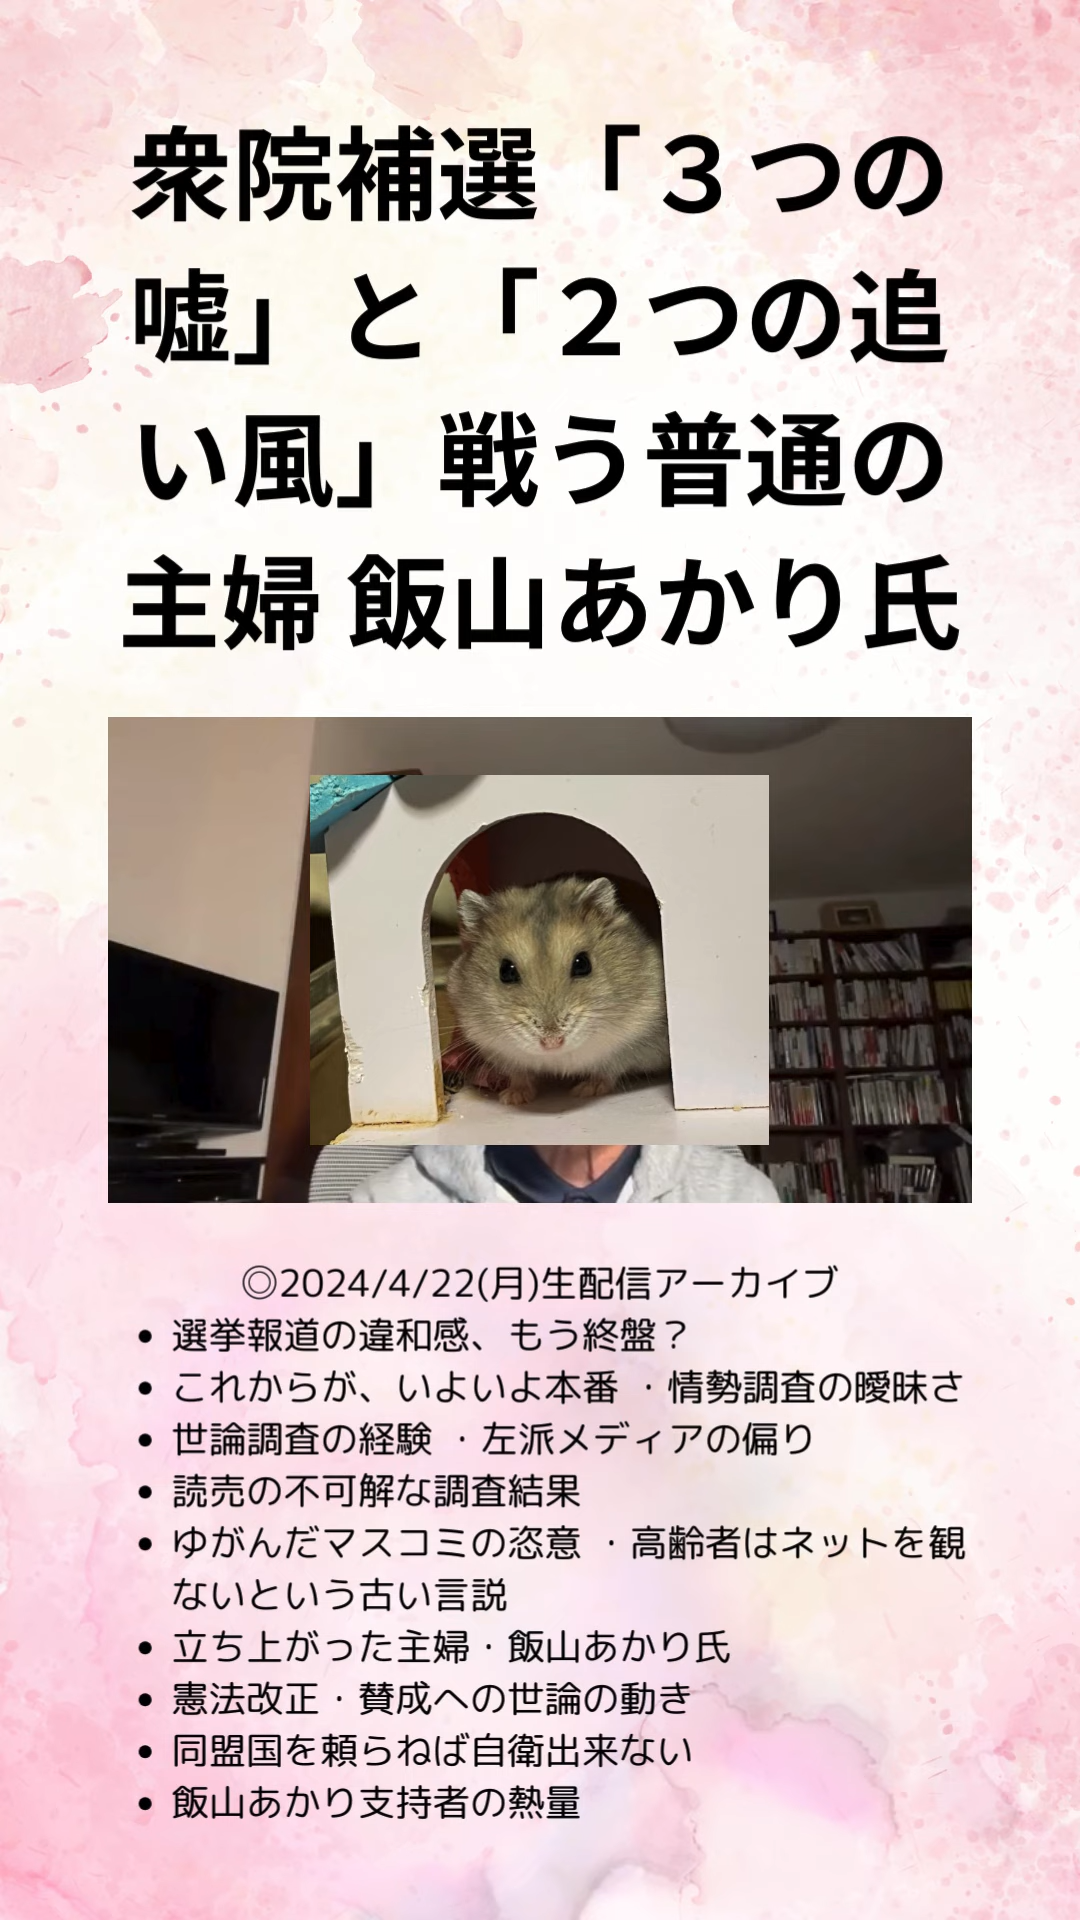 衆院補選「３つの
嘘」と「２つの追
い風」戦う普通の
主婦 飯山あかり氏
◎2024/4/22(月)生配信アーカイブ
• 選挙報道の違和感、もう終盤？
• これからが、いよいよ本番 ・情勢調査の曖昧さ
• 世論調査の経験 ・左派メディアの偏り
• 読売の不可解な調査結果
• ゆがんだマスコミの恣意 ・高齢者はネットを観
ないという古い言説
• 立ち上がった主婦・飯山あかり氏
• 憲法改正・賛成への世論の動き
• 同盟国を頼らねば自衛出来ない
• 飯山あかり支持者の熱量